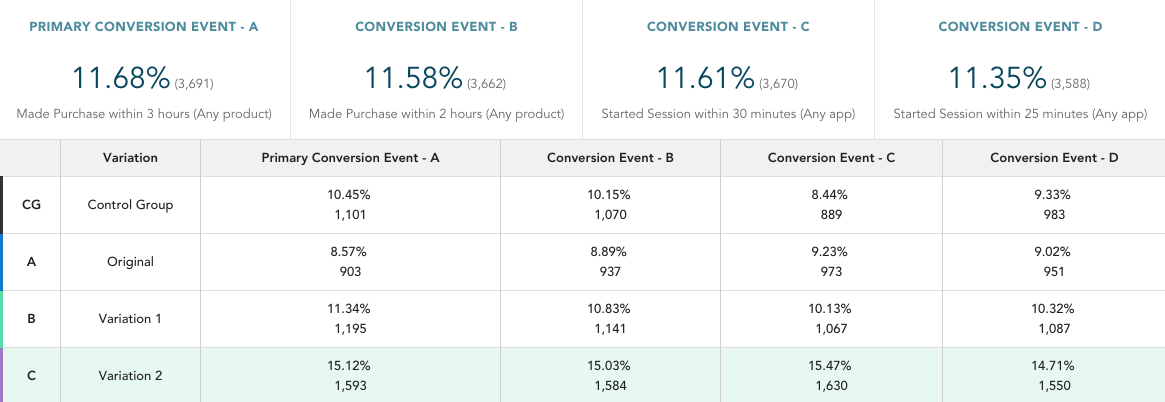 PRIMARY CONVERSION EVENT - A CONVERSION EVENT - B CONVERSION EVENT - C CONVERSION EVENT - D
11.68% (3,691) 11.58% (3,662) 11.61% (3,670) 11.35% (3,588)
Made Purchase within 3 hours (Any product) Made Purchase within 2 hours (Any product) Started Session within 30 minutes (Any app) Started Session within 25 minutes (Any app)
Variation Primary Conversion Event - A Conversion Event - B Conversion Event - C Conversion Event - D
10.45% 10.15% 8.44% 9.33%
CG Control Group
1,101 1,070 889 983
8.57% 8.89% 9.23% 9.02%
A Original
903 937 973 951
11.34% 10.83% 10.13% 10.32%
B Variation 1
1,195 1,141 1,067 1,087
15.12% 15.03% 15.47% 14.71%
C Variation 2
1,593 1,584 1,630 1,550